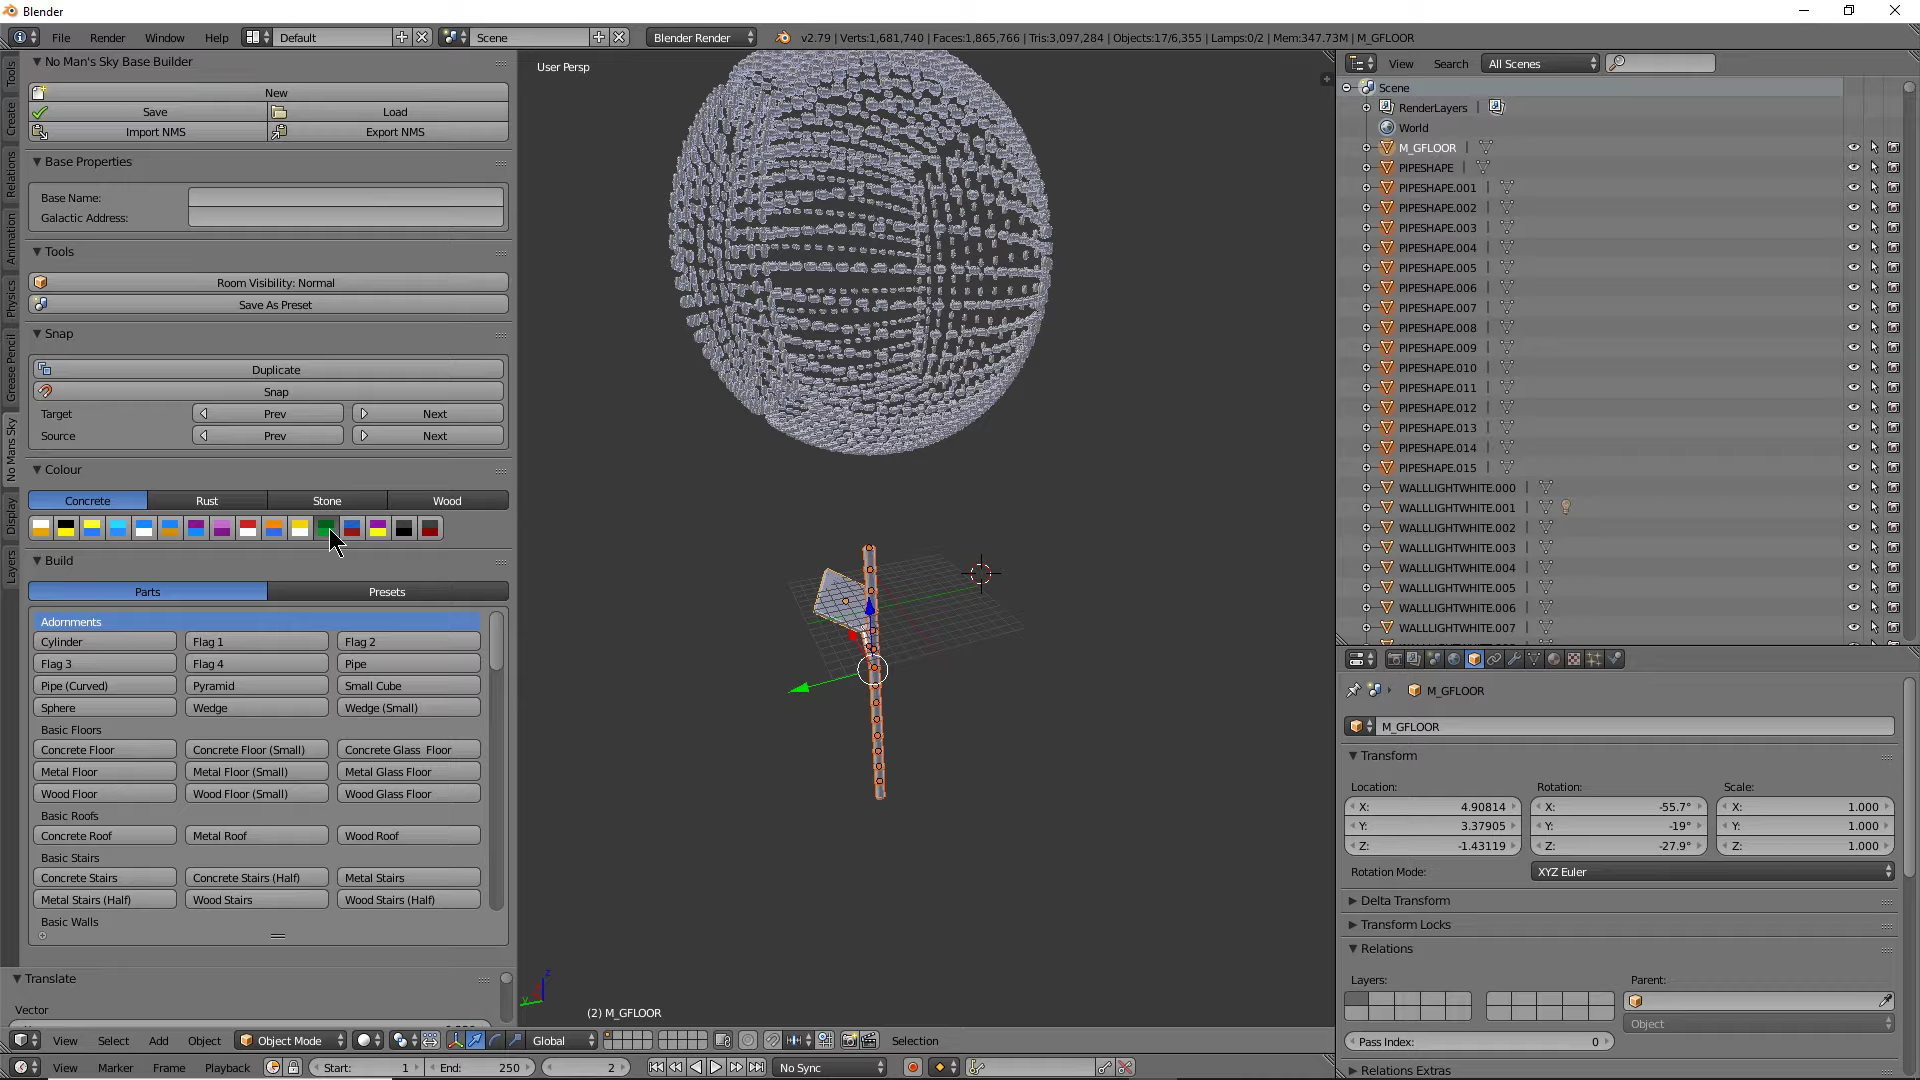 Blender
File Render Window Help Default Scene Blender Render v2.79 | Verts:1,681,740 | Faces:1,865,766 | Tris:3,097,284 | Objects:17/6,355 | Lamps:0/2 | Mem:347.73M | M_GFLOOR
No Man's Sky Base Builder
New
Save Load
Import NMS Export NMS
Base Properties
Base Name:
Galactic Address:
Tools
Room Visibility: Normal
Save As Preset
Snap
Duplicate
Snap
Target Prev Next
Source Prev Next
Colour
Concrete Rust Stone Wood
Build
Parts Presets
Adornments
Cylinder Flag 1 Flag 2
Flag 3 Flag 4 Pipe
Pipe (Curved) Pyramid Small Cube
Sphere Wedge Wedge (Small)
Basic Floors
Concrete Floor Concrete Floor (Small) Concrete Glass Floor
Metal Floor Metal Floor (Small) Metal Glass Floor
Wood Floor Wood Floor (Small) Wood Glass Floor
Basic Roofs
Concrete Roof Metal Roof Wood Roof
Basic Stairs
Concrete Stairs Concrete Stairs (Half) Metal Stairs
Metal Stairs (Half) Wood Stairs Wood Stairs (Half)
Basic Walls
Translate
Vector
Tools
Create
Relations
Animation
Physics
Grease Pencil
No Mans Sky
Display
Layers
User Persp
(2) M_GFLOOR
z
y
View Search All Scenes
Scene
RenderLayers |
World
M_GFLOOR |
PIPESHAPE |
PIPESHAPE.001 |
PIPESHAPE.002 |
PIPESHAPE.003 |
PIPESHAPE.004 |
PIPESHAPE.005 |
PIPESHAPE.006 |
PIPESHAPE.007 |
PIPESHAPE.008 |
PIPESHAPE.009 |
PIPESHAPE.010 |
PIPESHAPE.011 |
PIPESHAPE.012 |
PIPESHAPE.013 |
PIPESHAPE.014 |
PIPESHAPE.015 |
WALLLIGHTWHITE.000 |
WALLLIGHTWHITE.001 |
WALLLIGHTWHITE.002 |
WALLLIGHTWHITE.003 |
WALLLIGHTWHITE.004 |
WALLLIGHTWHITE.005 |
WALLLIGHTWHITE.006 |
WALLLIGHTWHITE.007 |
M_GFLOOR
M_GFLOOR
Transform
Location: Rotation: Scale:
X: 4.90814 X: -55.7° X: 1.000
Y: 3.37905 Y: -19° Y: 1.000
Z: -1.43119 Z: -27.9° Z: 1.000
Rotation Mode: XYZ Euler
Delta Transform
Transform Locks
Relations
Layers: Parent:
Object
Pass Index: 0
Relations Extras
View Select Add Object Object Mode Global Selection
View Marker Frame Playback Start: 1 End: 250 2 No Sync